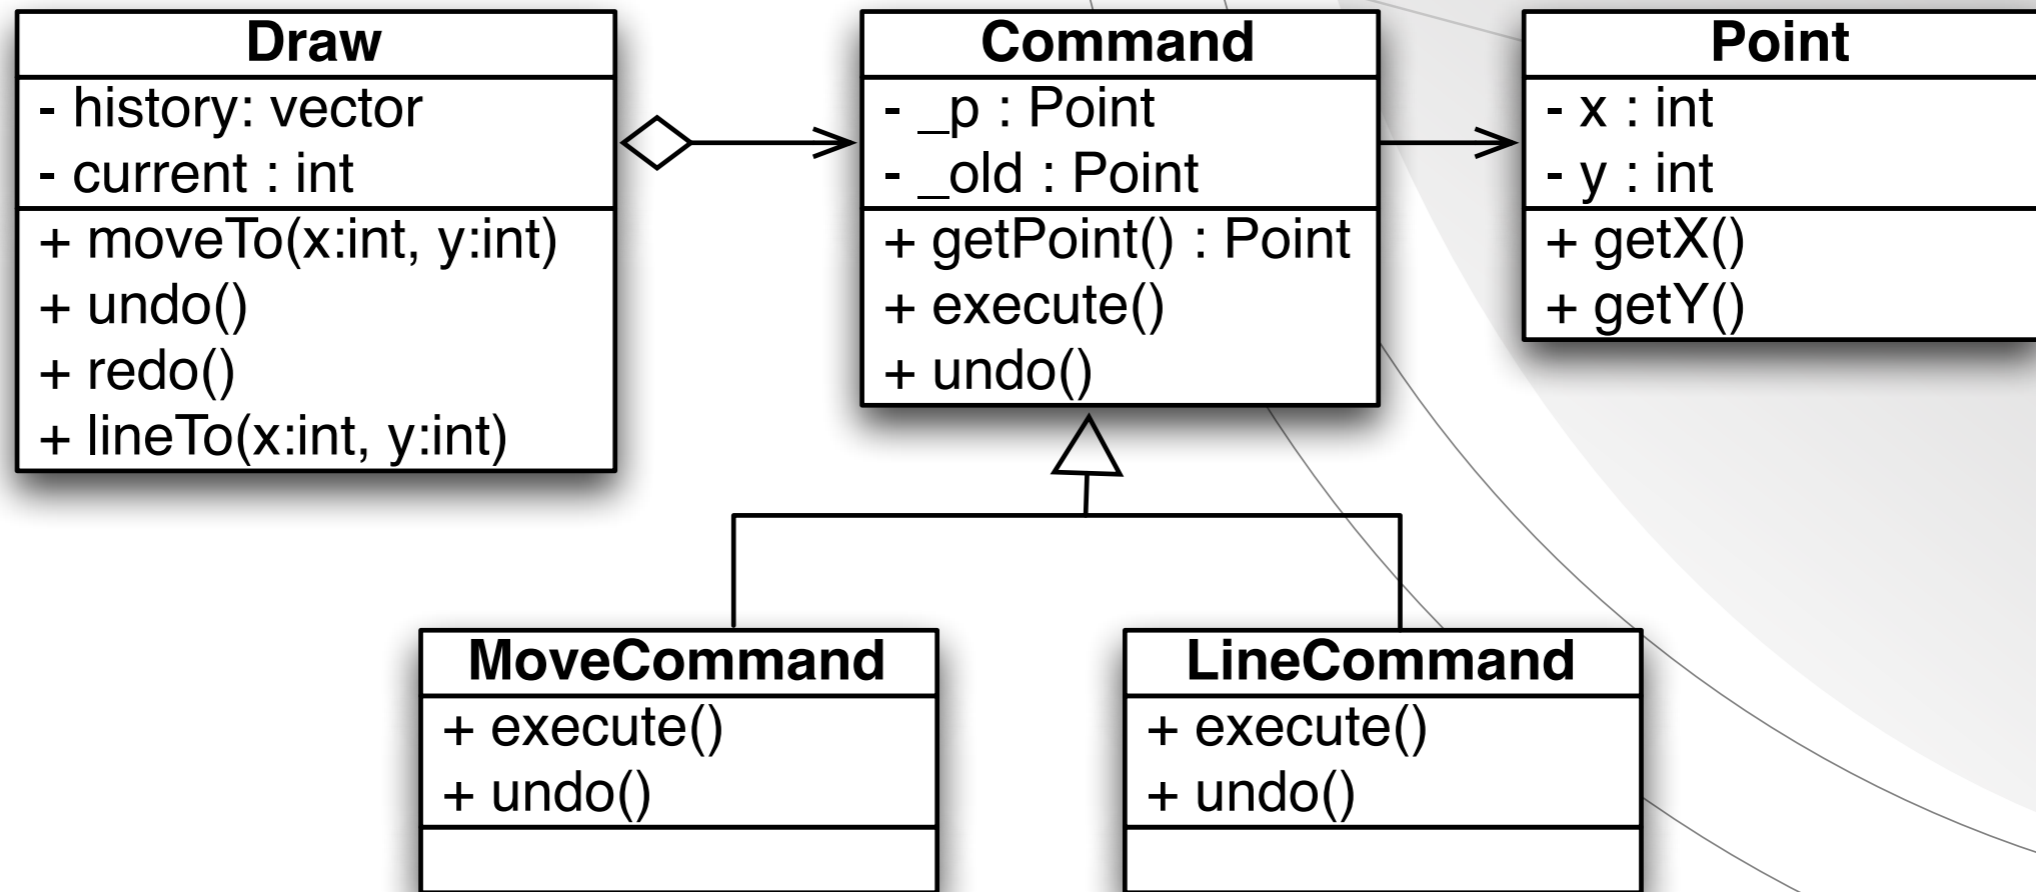 Draw
- history: vector
- current : int
+ moveTo(x:int, y:int)
+ undo()
+ redo()
+ lineTo(x:int, y:int)
Command
- _p : Point
- _old : Point
+ getPoint() : Point
+ execute()
+ undo()
Point
- x : int
- y : int
+ getX()
+ getY()
MoveCommand
+ execute()
+ undo()
LineCommand
+ execute()
+ undo()